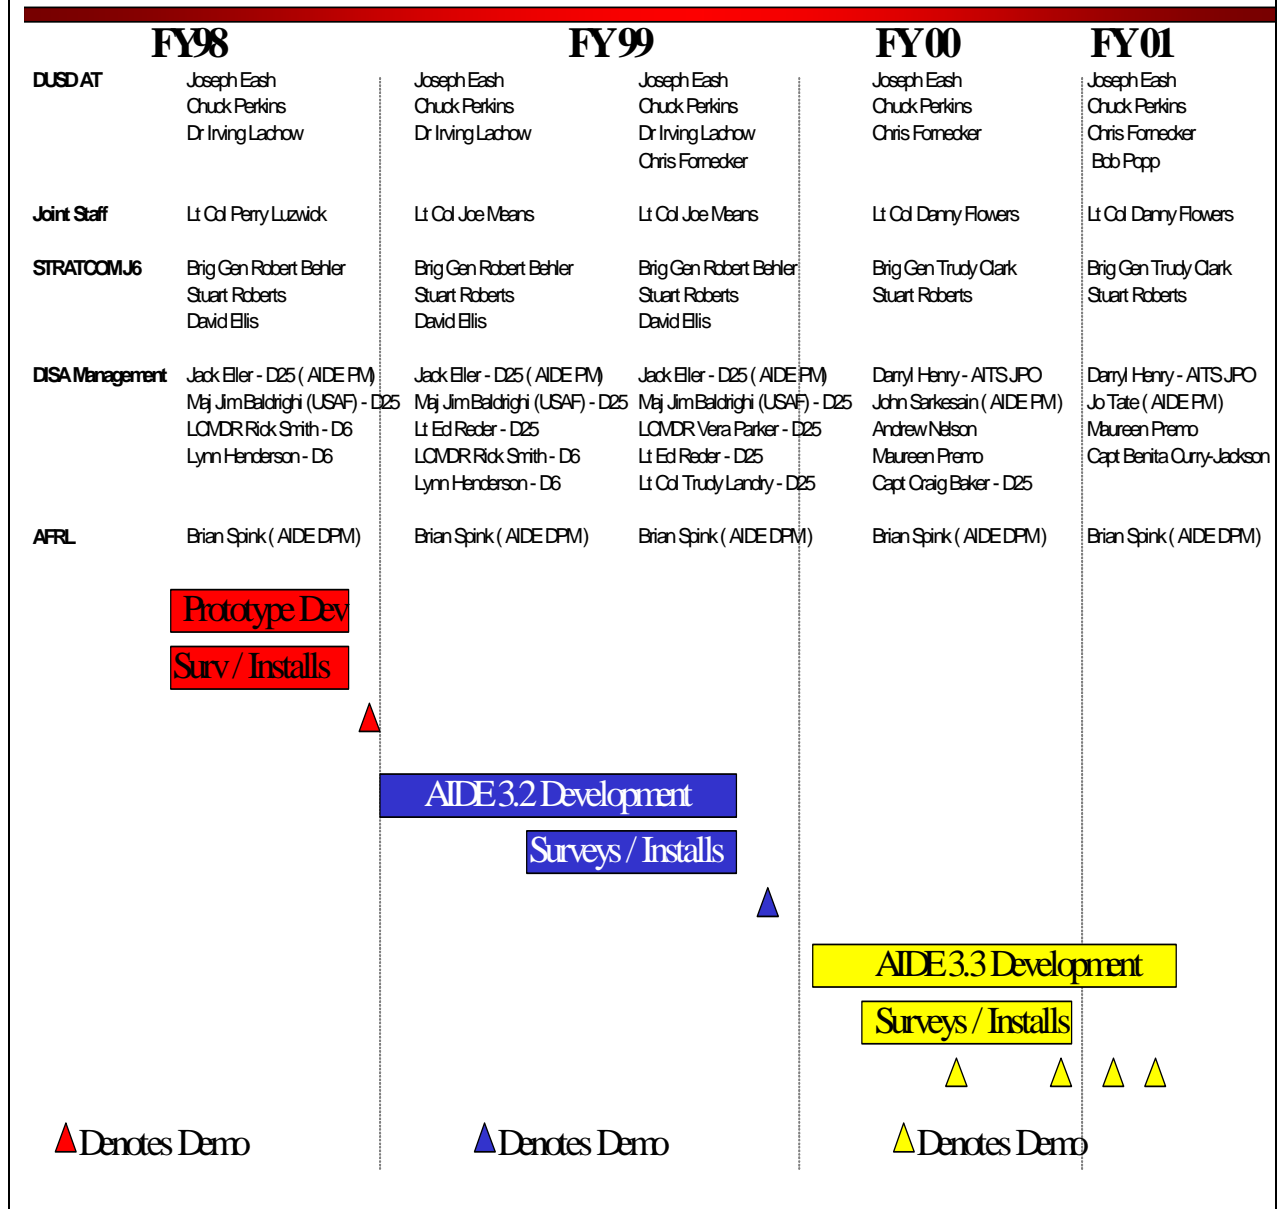 FY98 FY99 FY00 FY01
DUSD AT Joseph Eash Joseph Eash Joseph Eash Joseph Eash Joseph Eash
Chuck Perkins Chuck Perkins Chuck Perkins Chuck Perkins Chuck Perkins
Dr Irving Lachow Dr Irving Lachow Dr Irving Lachow Chris Fornecker Chris Fornecker
Chris Fornecker Bob Popp
Joint Staff Lt Col Perry Luzwick Lt Col Joe Means Lt Col Joe Means Lt Col Danny Flowers Lt Col Danny Flowers
STRATCOM J6 Brig Gen Robert Behler Brig Gen Robert Behler Brig Gen Robert Behler Brig Gen Trudy Clark Brig Gen Trudy Clark
Stuart Roberts Stuart Roberts Stuart Roberts Stuart Roberts Stuart Roberts
David Ellis David Ellis David Ellis
DISA Management Jack Eller - D25 ( AIDE PM) Jack Eller - D25 ( AIDE PM) Jack Eller - D25 ( AIDE PM) Darryl Henry - AITS JPO Darryl Henry - AITS JPO
Maj Jim Baldrighi (USAF) - D25 Maj Jim Baldrighi (USAF) - D25 Maj Jim Baldrighi (USAF) - D25 John Sarkesain ( AIDE PM) Jo Tate ( AIDE PM)
LCMDR Rick Smith - D6 Lt Ed Reder - D25 LCMDR Vera Parker - D25 Andrew Nelson Maureen Premo
Lynn Henderson - D6 LCMDR Rick Smith - D6 Lt Ed Reder - D25 Maureen Premo Capt Benita Curry-Jackson
Lynn Henderson - D6 Lt Col Trudy Landry - D25 Capt Craig Baker - D25
AFRL Brian Spink ( AIDE DPM) Brian Spink ( AIDE DPM) Brian Spink ( AIDE DPM) Brian Spink ( AIDE DPM) Brian Spink ( AIDE DPM)
Prototype Dev
Surv / Installs
AIDE 3.2 Development
Surveys / Installs
AIDE 3.3 Development
Surveys / Installs
Denotes Demo Denotes Demo Denotes Demo